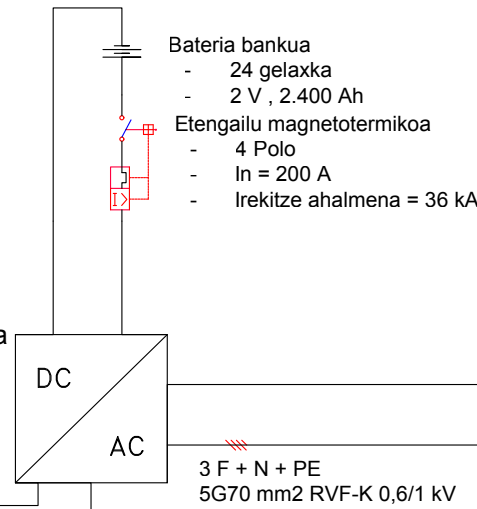 Bateria bankua
- 24 gelaxka
- 2 V , 2.400 Ah
Etengailu magnetotermikoa
- 4 Polo
- In = 200 A
- Irekitze ahalmena = 36 kA
I>
a
DC
AC
3 F + N + PE
5G70 mm2 RVF-K 0,6/1 kV